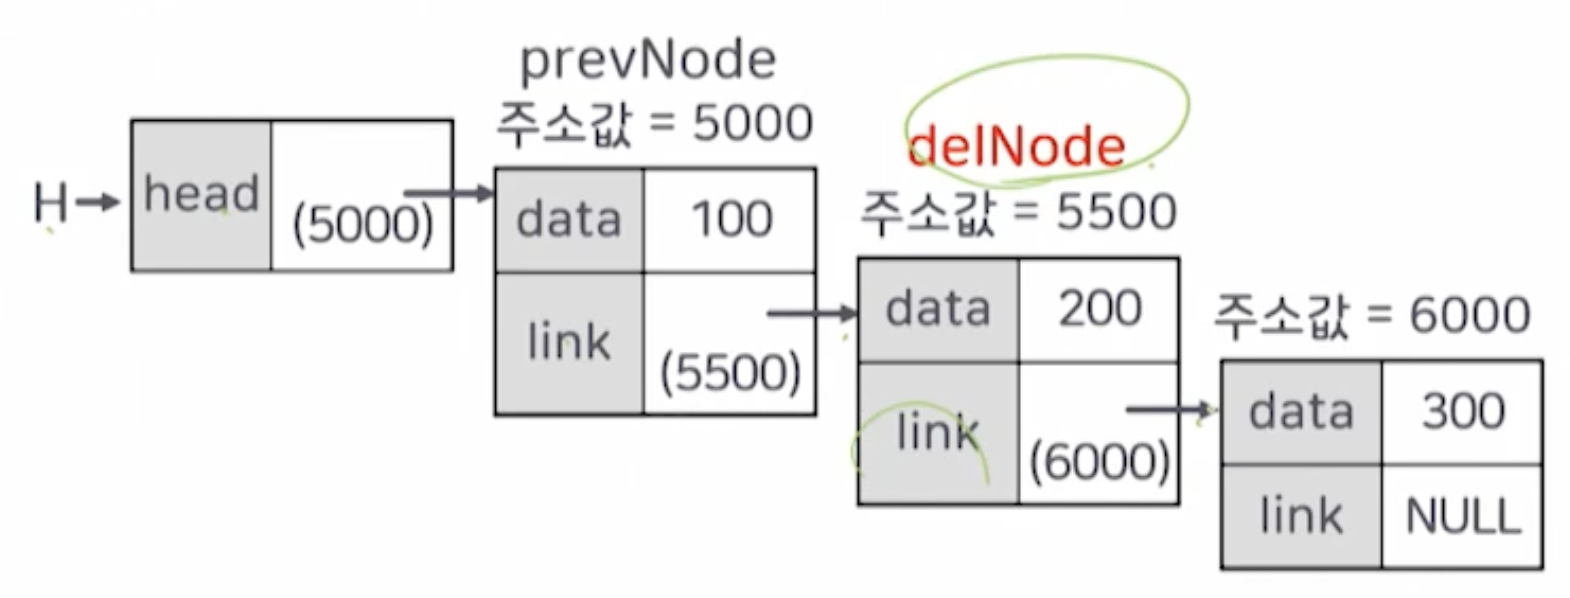 H
head
(5000)
prevNode
주소값 = 5000
data
100
link
(5500)
delNode
주소값 = 5500
data
200
link
(6000)
주소값 = 6000
data
300
link
NULL